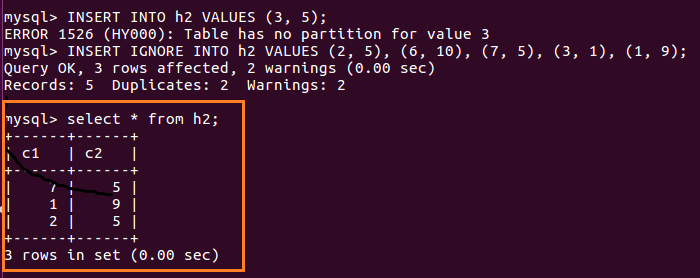 mysql> INSERT INTO h2 VALUES (3, 5);
ERROR 1526 (HY000): Table has no partition for value 3
mysql> INSERT IGNORE INTO h2 VALUES (2, 5), (6, 10), (7, 5), (3, 1), (1, 9);
Query OK, 3 rows affected, 2 warnings (0.00 sec)
Records: 5  Duplicates: 2  Warnings: 2
mysql> select * from h2;
+------+------+
| c1   | c2   |
+------+------+
|    7 |    5 |
|    1 |    9 |
|    2 |    5 |
+------+------+
3 rows in set (0.00 sec)